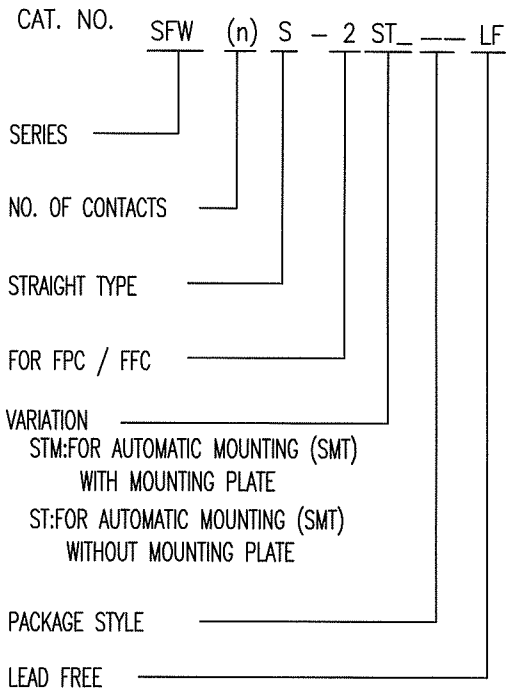 CAT. NO. SFW (n) S - 2 ST_ _ _ LF
SERIES
NO. OF CONTACTS
STRAIGHT TYPE
FOR FPC / FFC
VARIATION
STM:FOR AUTOMATIC MOUNTING (SMT)
WITH MOUNTING PLATE
ST:FOR AUTOMATIC MOUNTING (SMT)
WITHOUT MOUNTING PLATE
PACKAGE STYLE
LEAD FREE